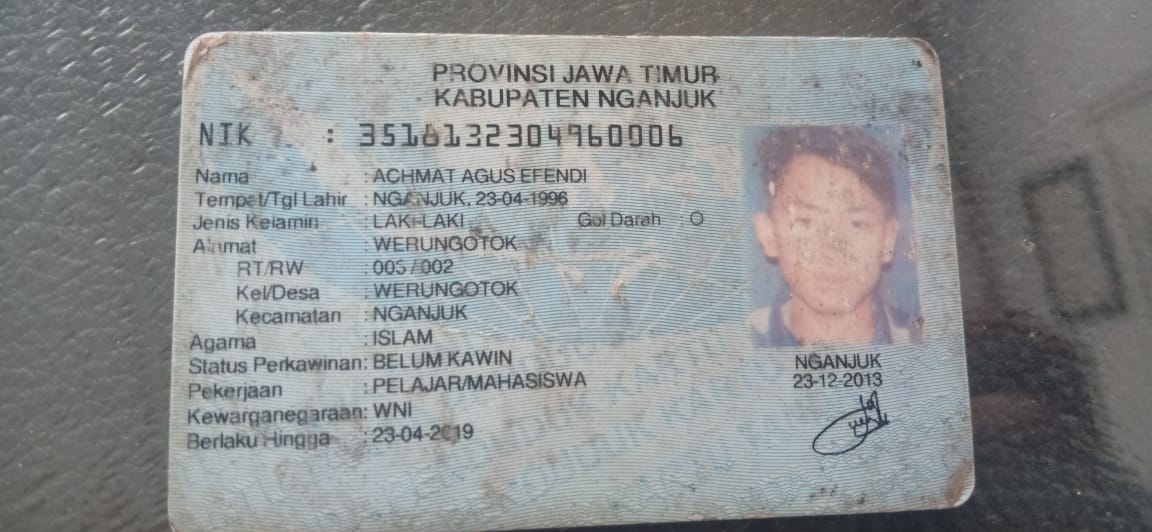 PROVINSI JAWA TIMUR
KABUPATEN NGANJUK
NIK : 3518132304960006
Nama : ACHMAT AGUS EFENDI
Tempat/Tgl Lahir : NGANJUK, 23-04-1996
Jenis Kelamin : LAKI-LAKI Gol Darah : O
Alamat : WERUNGOTOK
RT/RW : /002
Kel/Desa : WERUNGOTOK
Kecamatan : NGANJUK
Agama : ISLAM
Status Perkawinan: BELUM KAWIN
Pekerjaan : PELAJAR/MAHASISWA
Kewarganegaraan: WNI
Berlaku Hingga : 23-04-2019
NGANJUK
23-12-2013